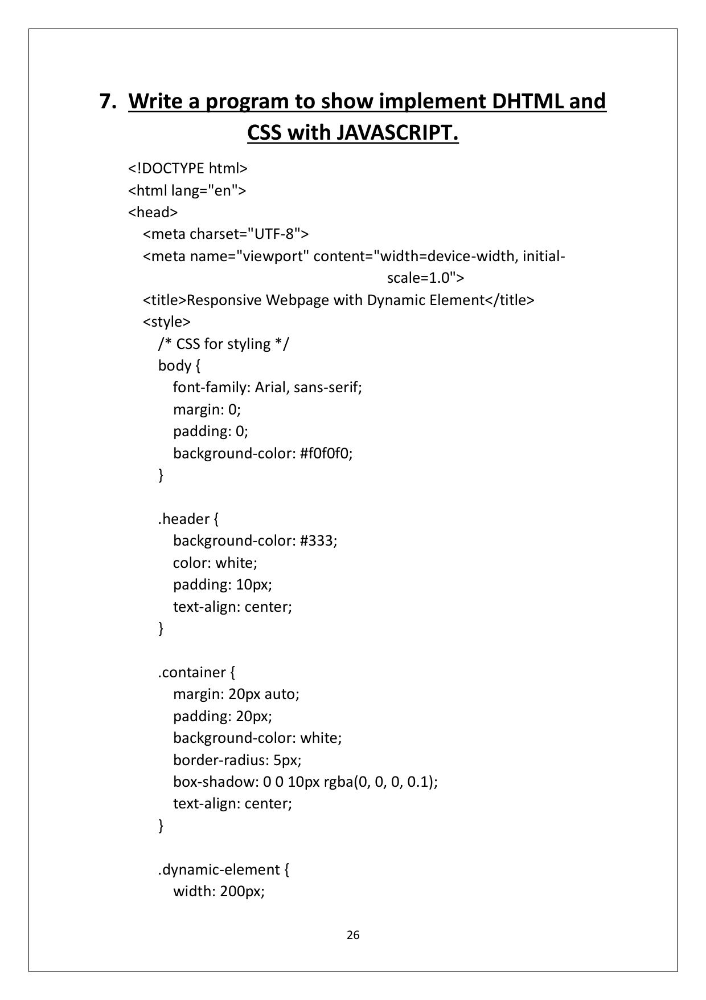 7. Write a program to show implement DHTML and
CSS with JAVASCRIPT.
<!DOCTYPE html>
<html lang="en">
<head>
<meta charset="UTF-8">
<meta name="viewport" content="width=device-width, initial-
scale=1.0">
<title>Responsive Webpage with Dynamic Element</title>
<style>
/* CSS for styling */
body {
font-family: Arial, sans-serif;
margin: 0;
padding: 0;
background-color: #f0f0f0;
}
.header {
background-color: #333;
color: white;
padding: 10px;
text-align: center;
}
.container {
margin: 20px auto;
padding: 20px;
background-color: white;
border-radius: 5px;
box-shadow: 0 0 10px rgba(0, 0, 0, 0.1);
text-align: center;
}
.dynamic-element {
width: 200px;
26